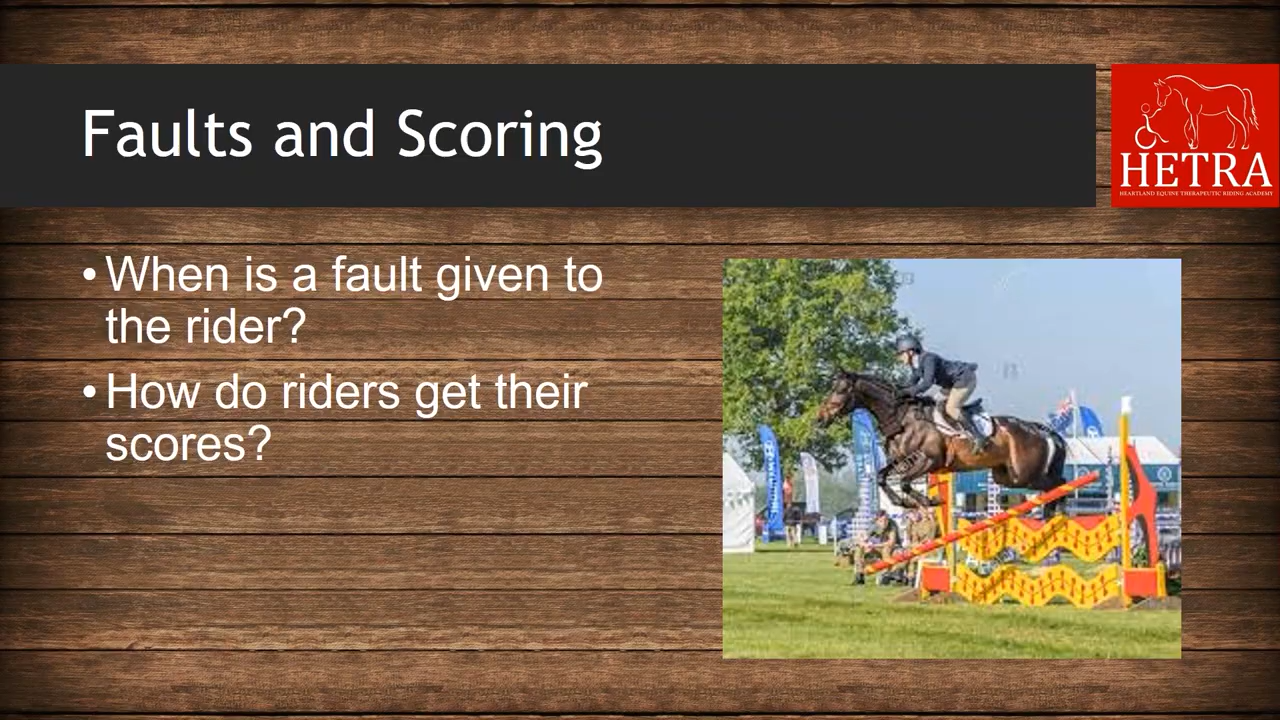 Faults and Scoring
HETRA
HEARTLAND EQUINE THERAPEUTIC RIDING ACADEMY
• When is a fault given to
the rider?
• How do riders get their
scores?